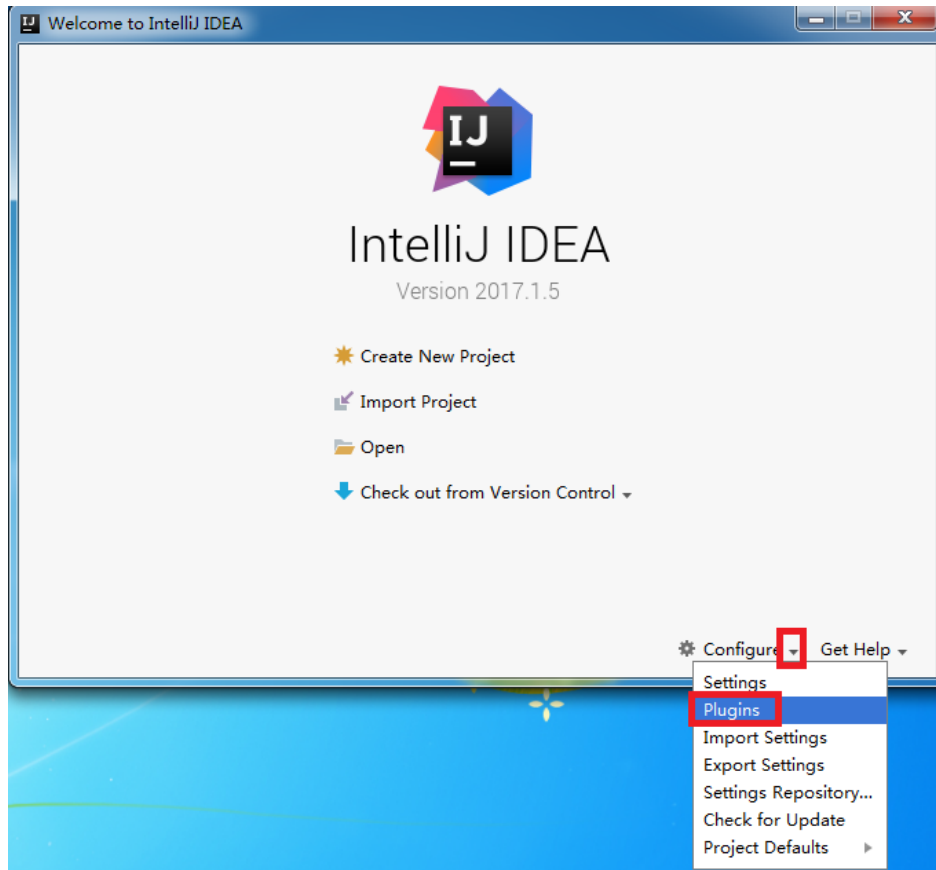 Welcome to IntelliJ IDEA
IJ
IntelliJ IDEA
Version 2017.1.5
Create New Project
Import Project
Open
Check out from Version Control
Configure Get Help
Settings
Plugins
Import Settings
Export Settings
Settings Repository...
Check for Update
Project Defaults